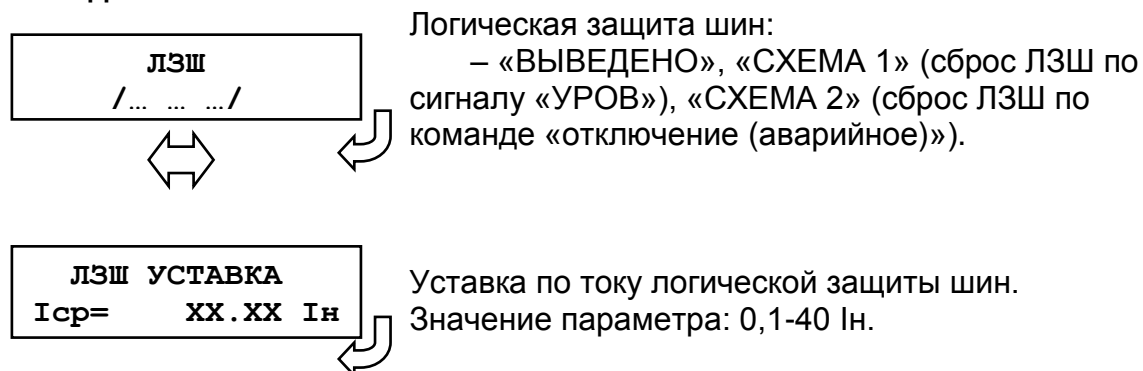 ЛЗШ
/… … …/
Логическая защита шин:
– «ВЫВЕДЕНО», «СХЕМА 1» (сброс ЛЗШ по
сигналу «УРОВ»), «СХЕМА 2» (сброс ЛЗШ по
команде «отключение (аварийное)»).
ЛЗШ УСТАВКА
Iср= XX.XX Iн
Уставка по току логической защиты шин.
Значение параметра: 0,1-40 Iн.